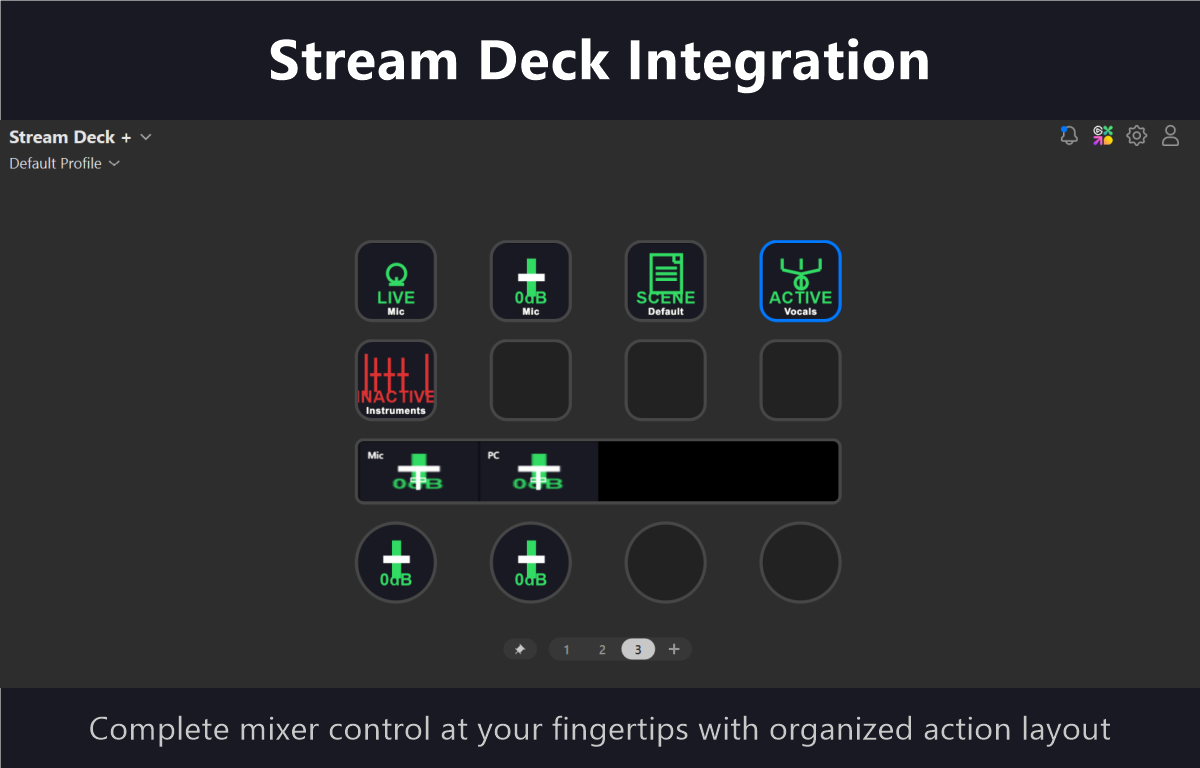 Stream Deck Integration
Stream Deck +
Default Profile
LIVE
Mic
0dB
Mic
SCENE
Default
ACTIVE
Vocals
INACTIVE
Instruments
Mic
0dB
PC
0dB
0dB
0dB
1 2 3 +
Complete mixer control at your fingertips with organized action layout